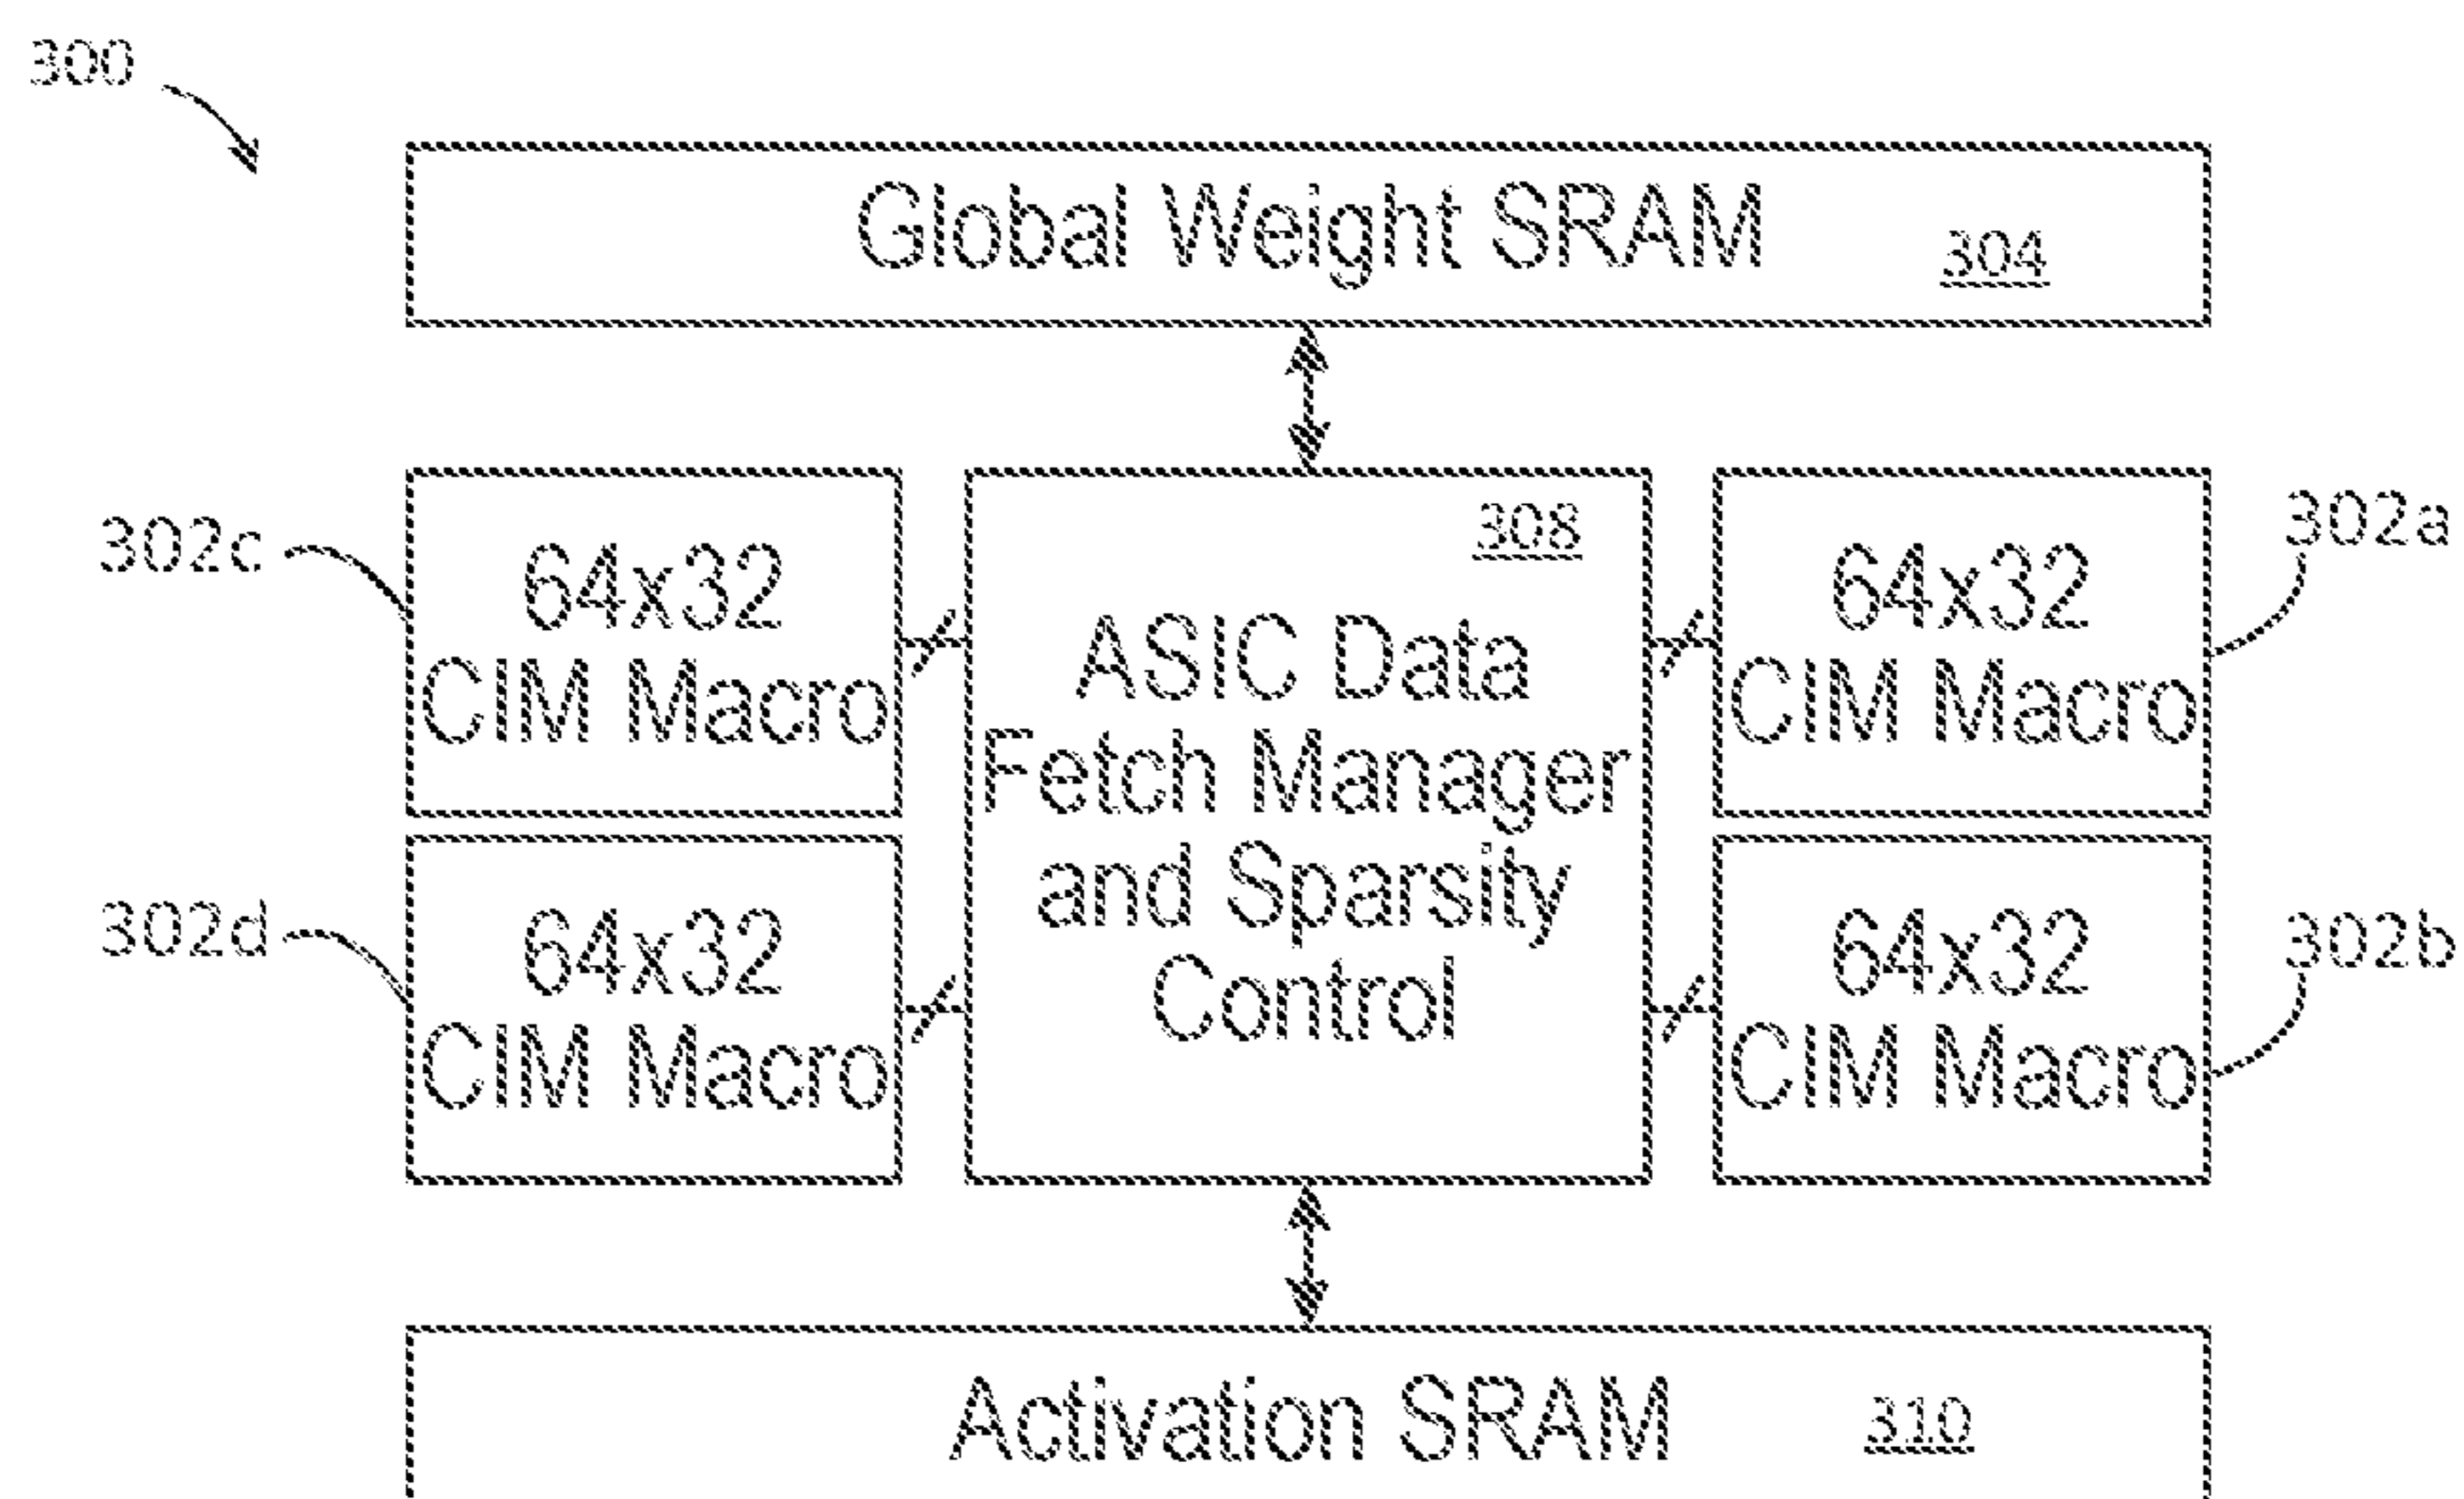 300
Global Weight SRAM
304
302c
64x32
CIM Macro
308
ASIC Data
Fetch Manager
and Sparsity
Control
64x32
CIM Macro
302a
302d
64x32
CIM Macro
64x32
CIM Macro
302b
Activation SRAM
310